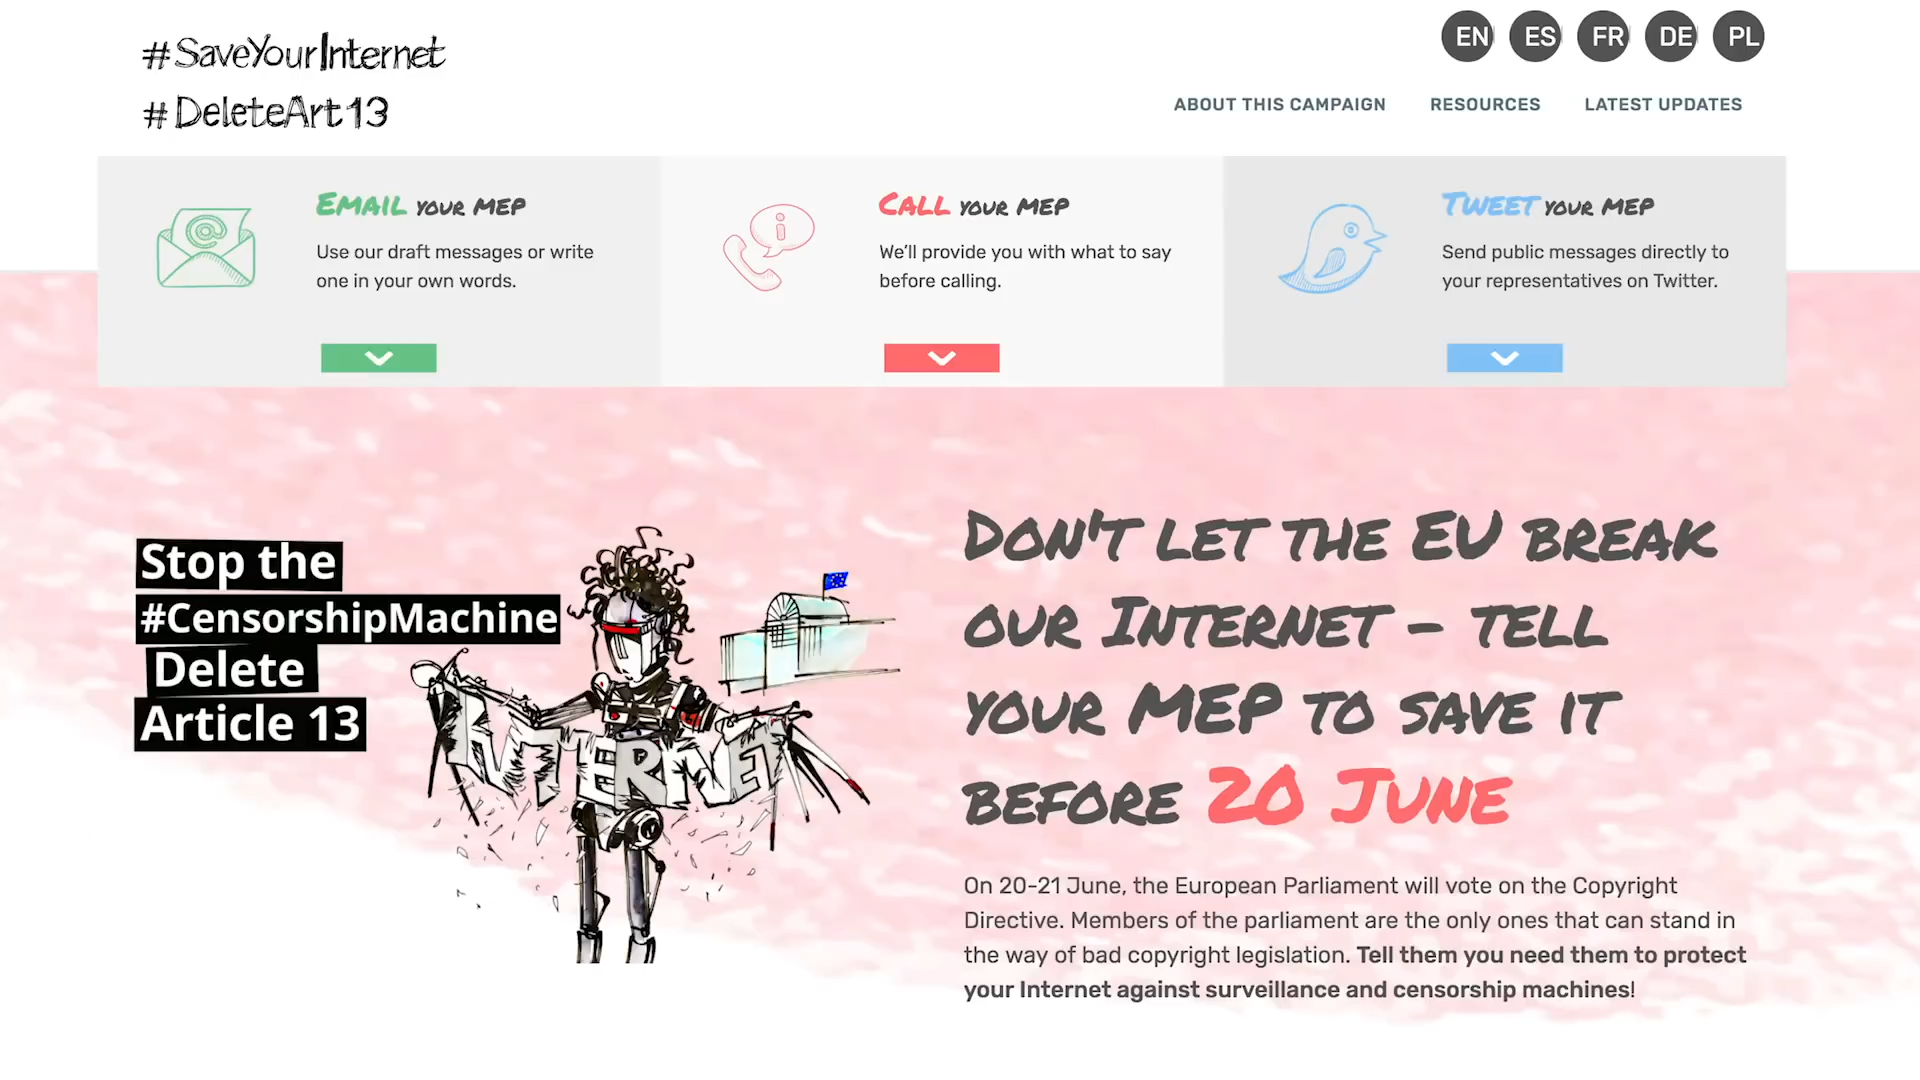 #SaveYourInternet
#DeleteArt13
EN ES FR DE PL
ABOUT THIS CAMPAIGN RESOURCES LATEST UPDATES
EMAIL YOUR MEP
Use our draft messages or write
one in your own words.
CALL YOUR MEP
We'll provide you with what to say
before calling.
TWEET YOUR MEP
Send public messages directly to
your representatives on Twitter.
Stop the
#CensorshipMachine
Delete
Article 13
INTERNET
DON'T LET THE EU BREAK
OUR INTERNET – TELL
YOUR MEP TO SAVE IT
BEFORE 20 JUNE
On 20-21 June, the European Parliament will vote on the Copyright
Directive. Members of the parliament are the only ones that can stand in
the way of bad copyright legislation. Tell them you need them to protect
your Internet against surveillance and censorship machines!